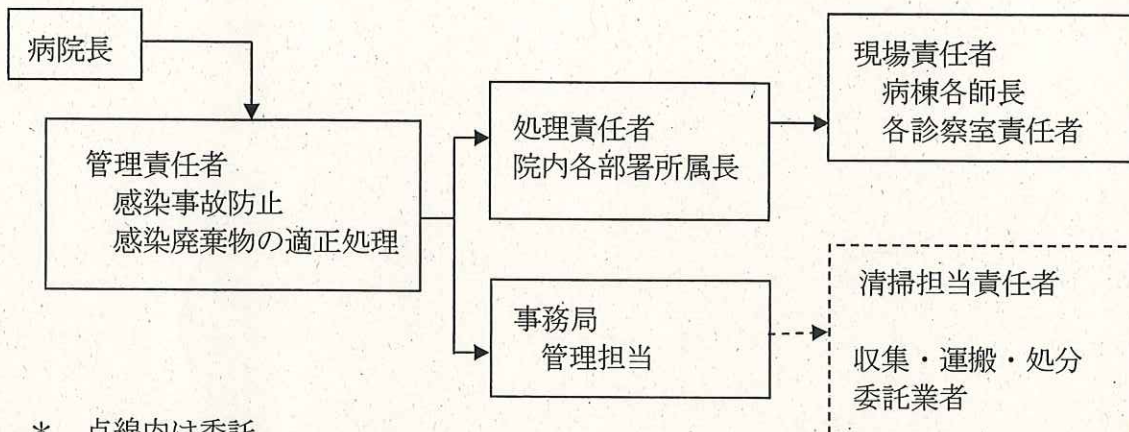 病院長
管理責任者
感染事故防止
感染廃棄物の適正処理
処理責任者
院内各部署所属長
現場責任者
病棟各師長
各診察室責任者
事務局
管理担当
清掃担当責任者
収集・運搬・処分
委託業者
＊　点線内は委託